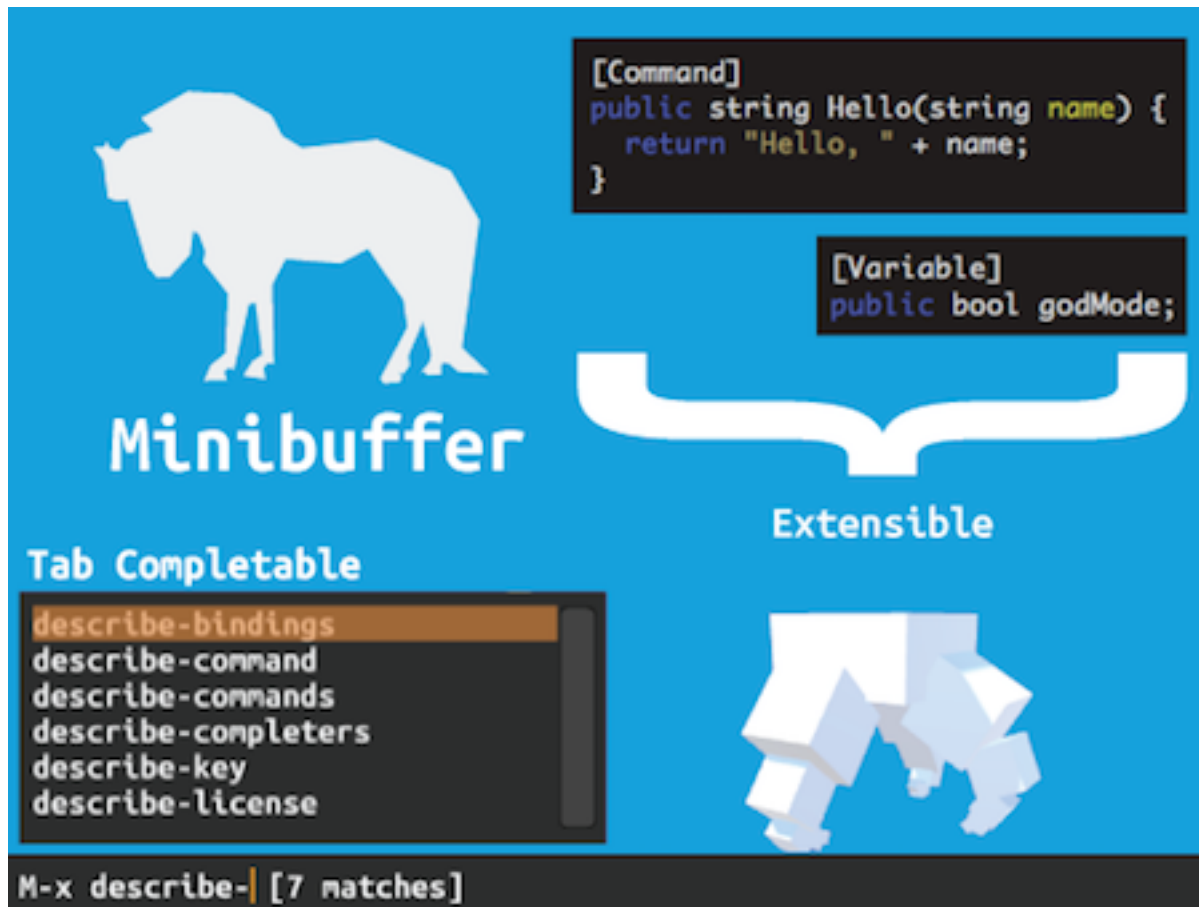 [Command]
public string Hello(string name) {
  return "Hello, " + name;
}
[Variable]
public bool godMode;
Minibuffer
Extensible
Tab Completable
describe-bindings
describe-command
describe-commands
describe-completers
describe-key
describe-license
M-x describe- [7 matches]